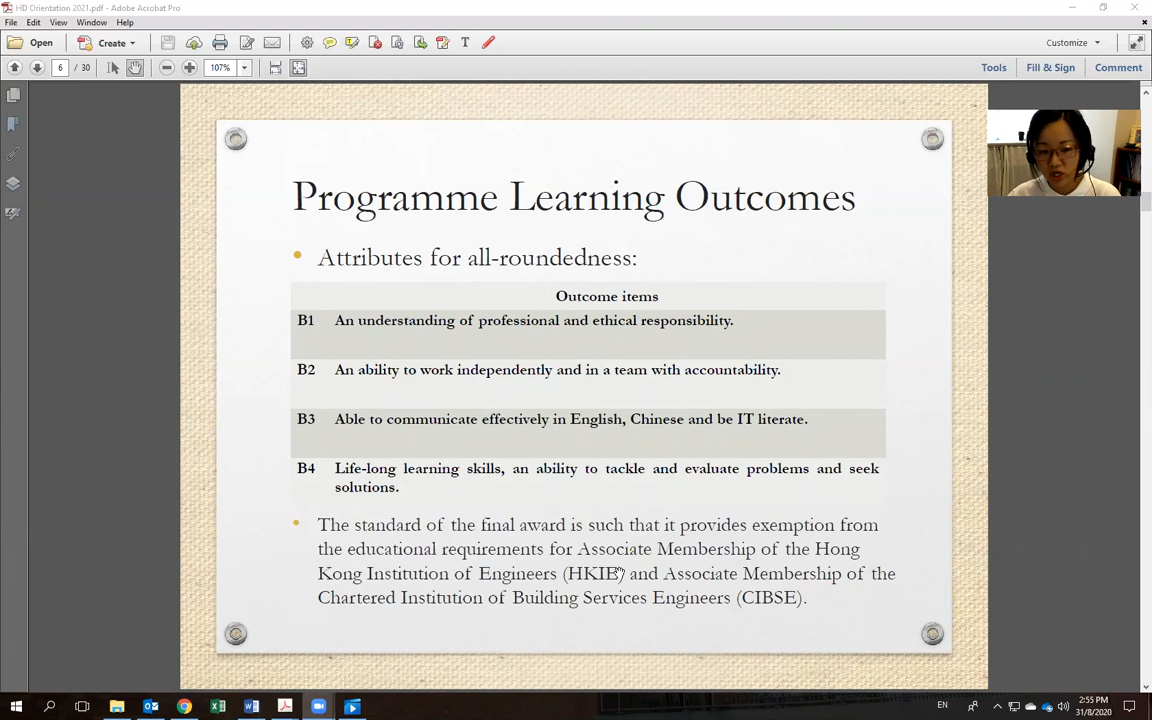 HD Orientation 2021.pdf - Adobe Acrobat Pro
File Edit View Window Help
Open Create Customize
6 / 30 107% Tools Fill & Sign Comment
Programme Learning Outcomes
• Attributes for all-roundedness:
Outcome items
B1 An understanding of professional and ethical responsibility.
B2 An ability to work independently and in a team with accountability.
B3 Able to communicate effectively in English, Chinese and be IT literate.
B4 Life-long learning skills, an ability to tackle and evaluate problems and seek
solutions.
• The standard of the final award is such that it provides exemption from
the educational requirements for Associate Membership of the Hong
Kong Institution of Engineers (HKIE) and Associate Membership of the
Chartered Institution of Building Services Engineers (CIBSE).
EN 2:55 PM
31/8/2020